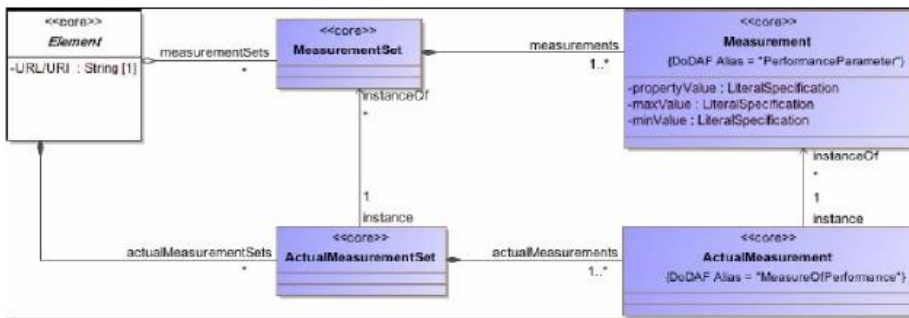 <<core>>
Element
-URL/URI : String [1]
measurementSets
*
<<core>>
MeasurementSet
measurements
1..*
<<core>>
Measurement
{DoDAF Alias = "PerformanceParameter"}
-propertyValue : LiteralSpecification
-maxValue : LiteralSpecification
-minValue : LiteralSpecification
instanceOf
*
1
instance
instanceOf
*
1
instance
actualMeasurementSets
*
<<core>>
ActualMeasurementSet
actualMeasurements
1..*
<<core>>
ActualMeasurement
{DoDAF Alias = "MeasureOfPerformance"}